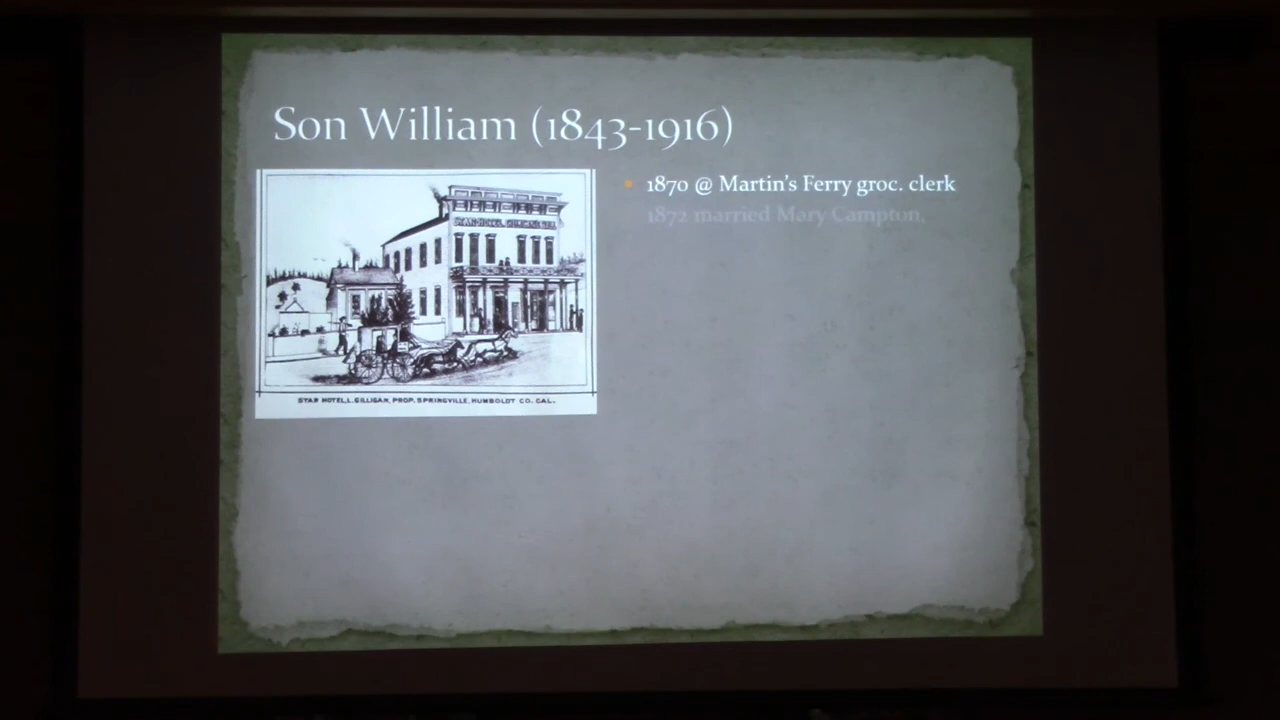 Son William (1843-1916)
1870 @ Martin's Ferry groc. clerk
1872 married Mary Campton,
STAR HOTEL, L. GILLIGAN, PROP. SPRINGVILLE, HUMBOLDT CO. CAL.